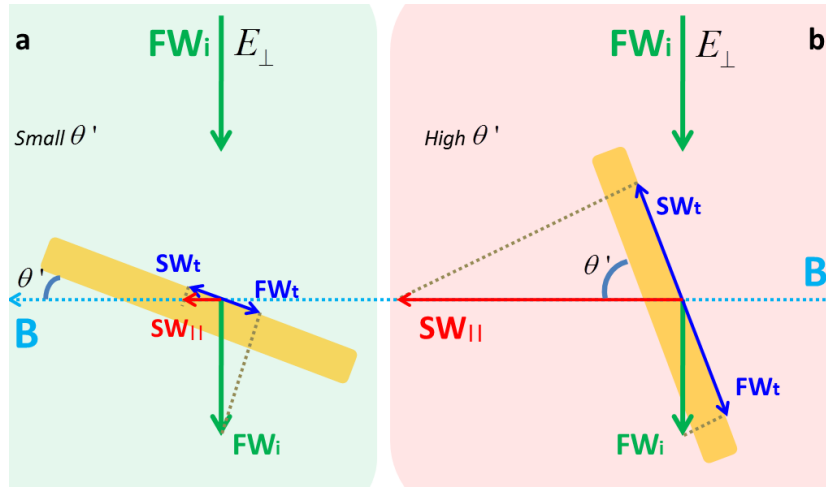 a
FWi
E⊥
Small θ '
θ '
SWt
FWt
B
SW||
FWi
b
FWi
E⊥
High θ '
SWt
θ '
B
SW||
FWt
FWi